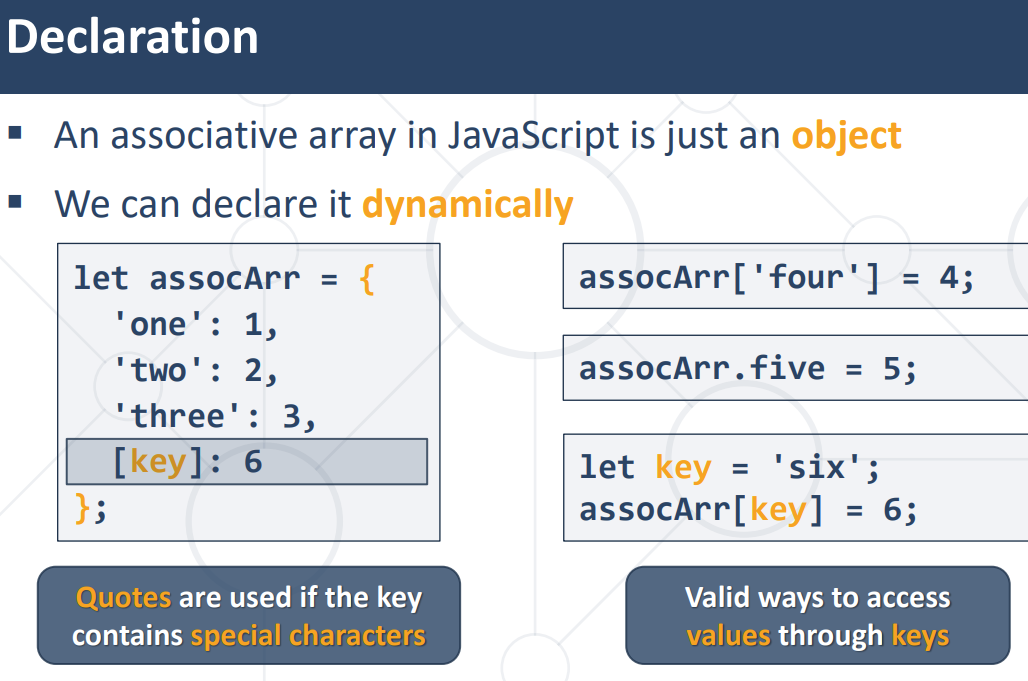 Declaration
An associative array in JavaScript is just an object
We can declare it dynamically
let assocArr = {
'one': 1,
'two': 2,
'three': 3,
[key]: 6
};
assocArr['four'] = 4;
assocArr.five = 5;
let key = 'six';
assocArr[key] = 6;
Quotes are used if the key
contains special characters
Valid ways to access
values through keys